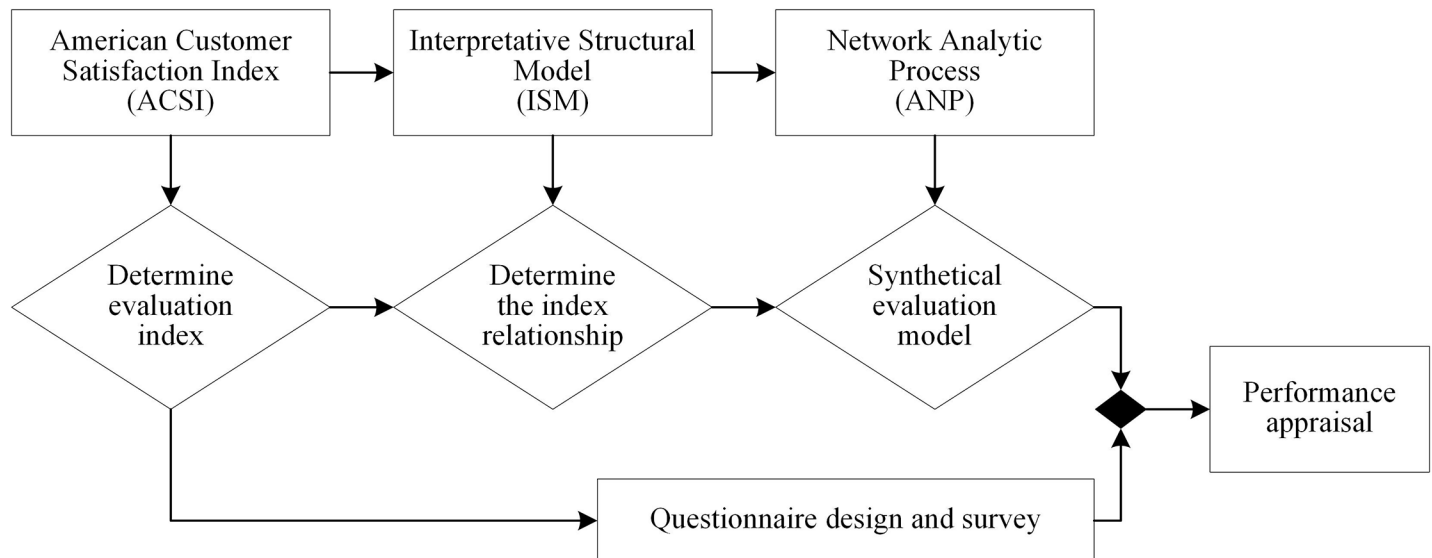 American Customer
Satisfaction Index
(ACSI)
Interpretative Structural
Model
(ISM)
Network Analytic
Process
(ANP)
Determine
evaluation
index
Determine
the index
relationship
Synthetical
evaluation
model
Performance
appraisal
Questionnaire design and survey